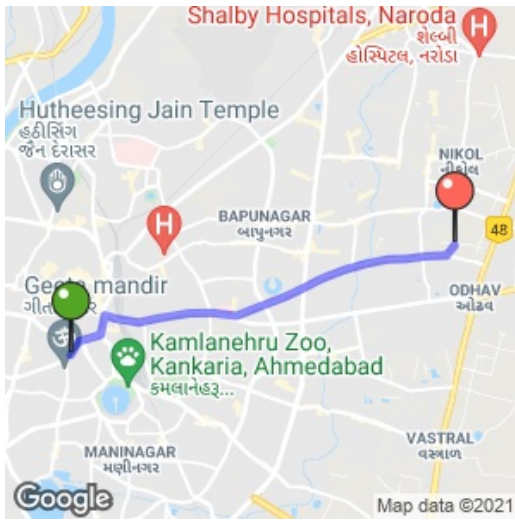 Shalby Hospitals, Naroda
શેલ્બી
હોસ્પિટલ, નરોડા
H
Hutheesing Jain Temple
હઠીસિંગ
જૈન દેરાસર
NIKOL
H
BAPUNAGAR
બાપુનગર
48
mandir
ODHAV
ઓઢવ
Kamlanehru Zoo,
Kankaria, Ahmedabad
કમલાનેહરૂ...
MANINAGAR
મણીનગર
VASTRAL
વસ્ત્રાલ
Google
Map data ©2021